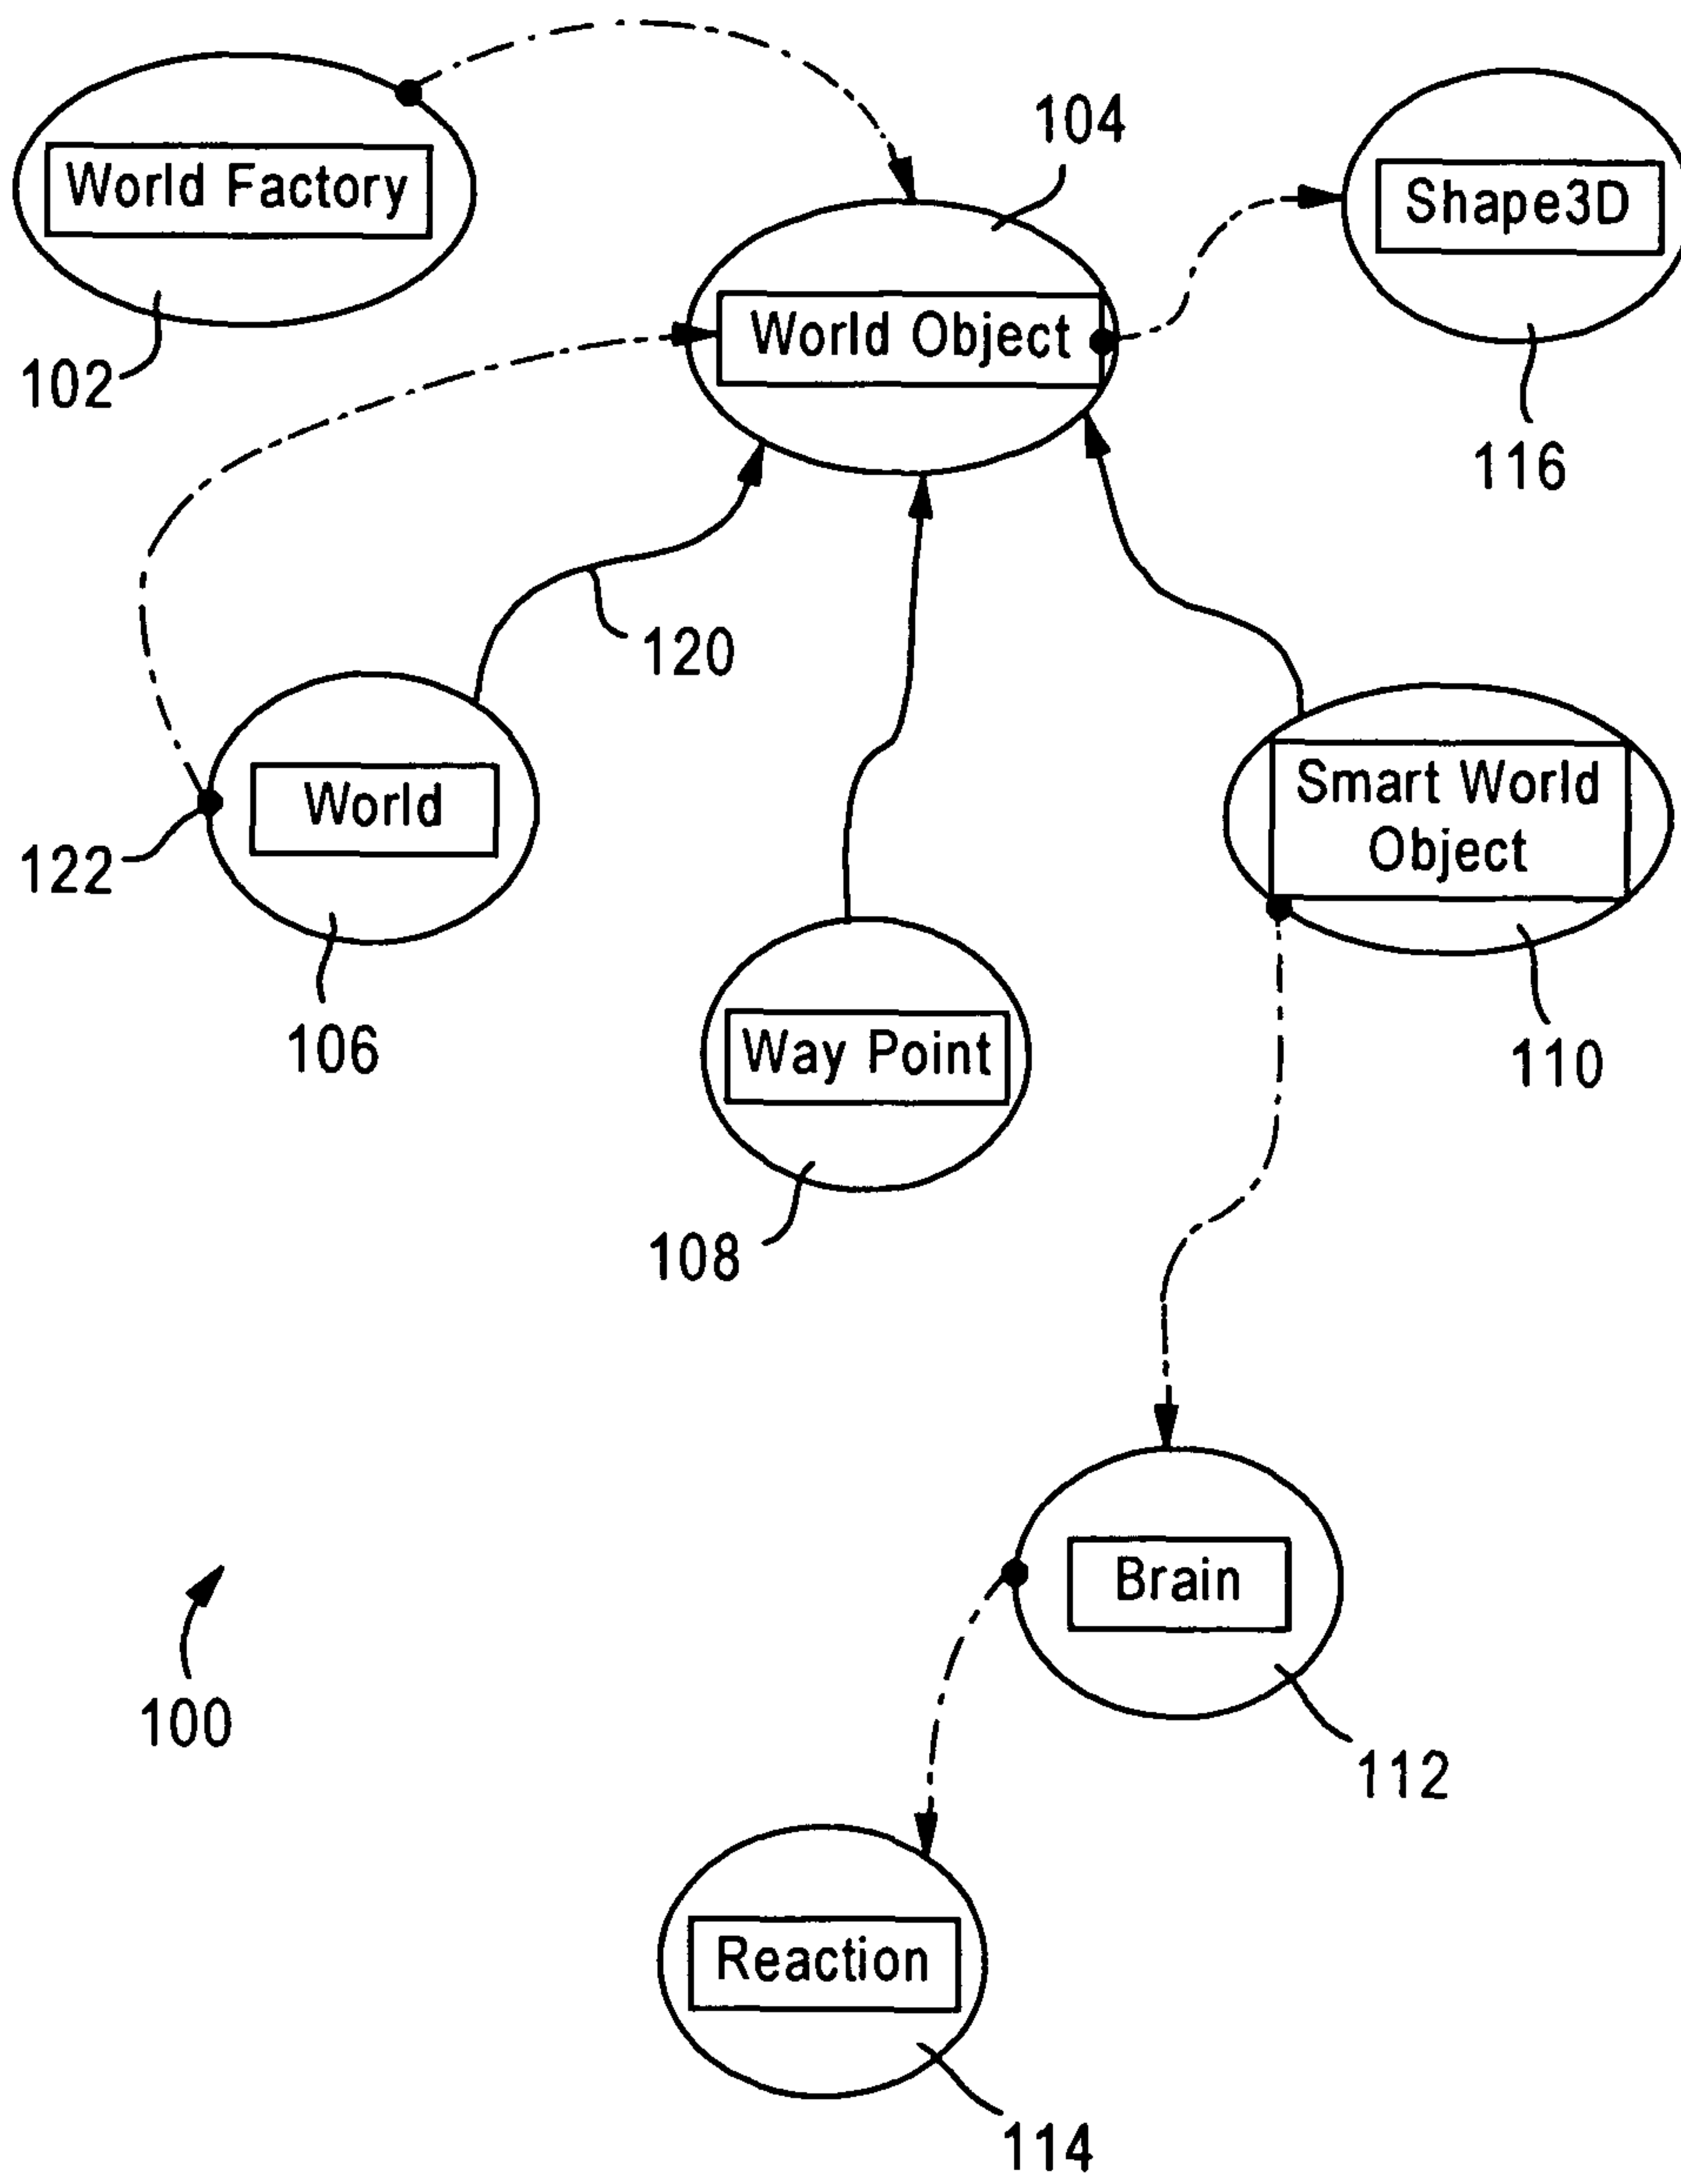 104
World Factory
Shape3D
World Object
102
116
120
Smart World
Object
World
122
106
Way Point
110
108
Brain
100
112
Reaction
114